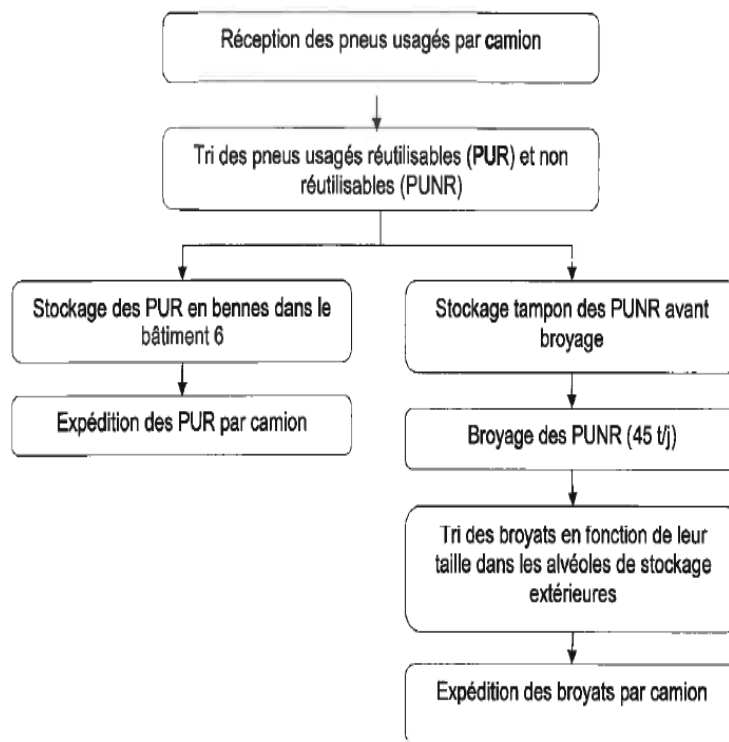 Réception des pneus usagés par camion
Tri des pneus usagés réutilisables (PUR) et non
réutilisables (PUNR)
Stockage des PUR en bennes dans le
bâtiment 6
Expédition des PUR par camion
Stockage tampon des PUNR avant
broyage
Broyage des PUNR (45 t/j)
Tri des broyats en fonction de leur
taille dans les alvéoles de stockage
extérieures
Expédition des broyats par camion